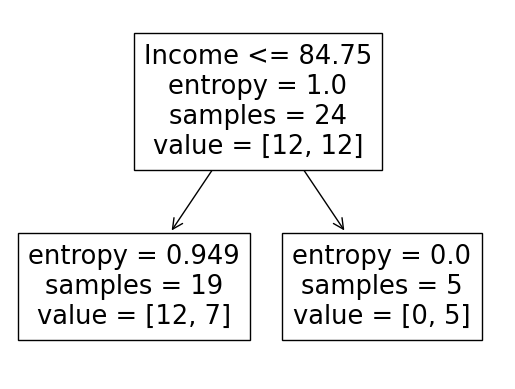 Income <= 84.75
entropy = 1.0
samples = 24
value = [12, 12]
entropy = 0.949
samples = 19
value = [12, 7]
entropy = 0.0
samples = 5
value = [0, 5]